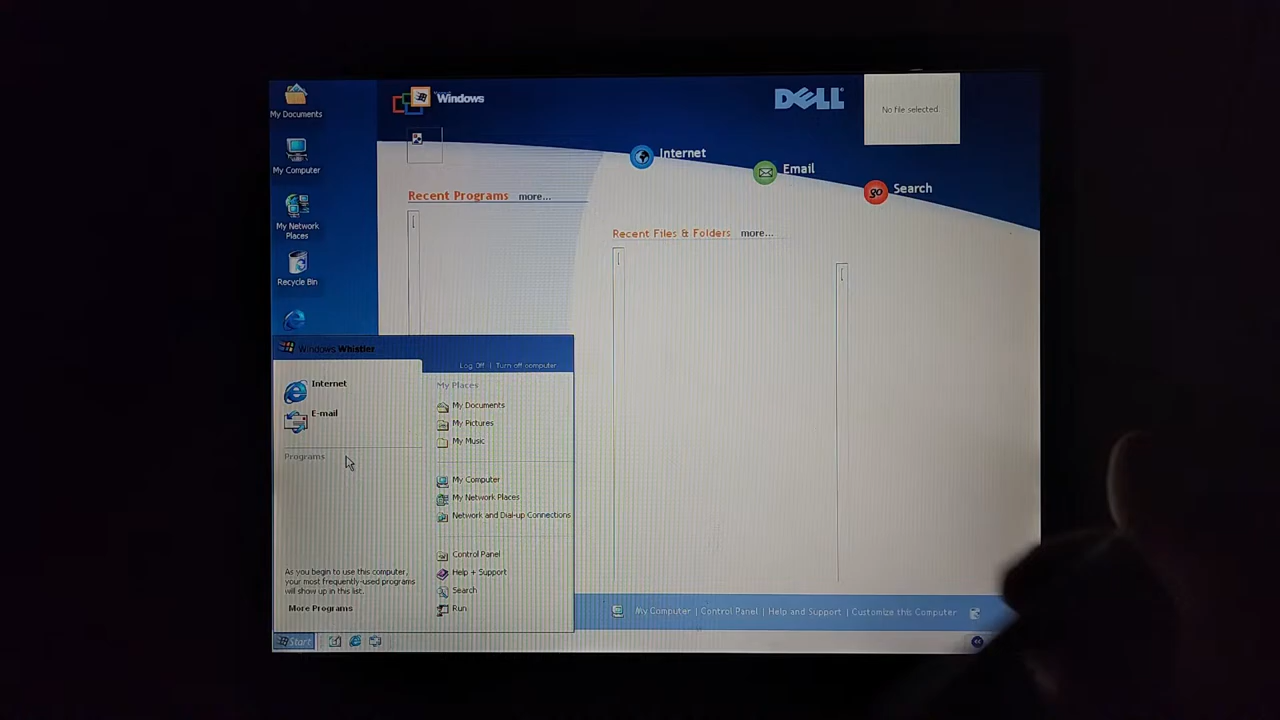 My Documents
My Computer
My Network
Places
Recycle Bin
Windows
DELL
No file selected.
Internet
Email
go
Search
Recent Programs more...
Recent Files & Folders more...
Windows Whistler
Log Off | Turn off computer
Internet
E-mail
Programs
As you begin to use this computer,
your most frequently-used programs
will show up in this list.
More Programs
My Places
My Documents
My Pictures
My Music
My Computer
My Network Places
Network and Dial-up Connections
Control Panel
Help + Support
Search
Run
My Computer | Control Panel | Help and Support | Customize this Computer
Start